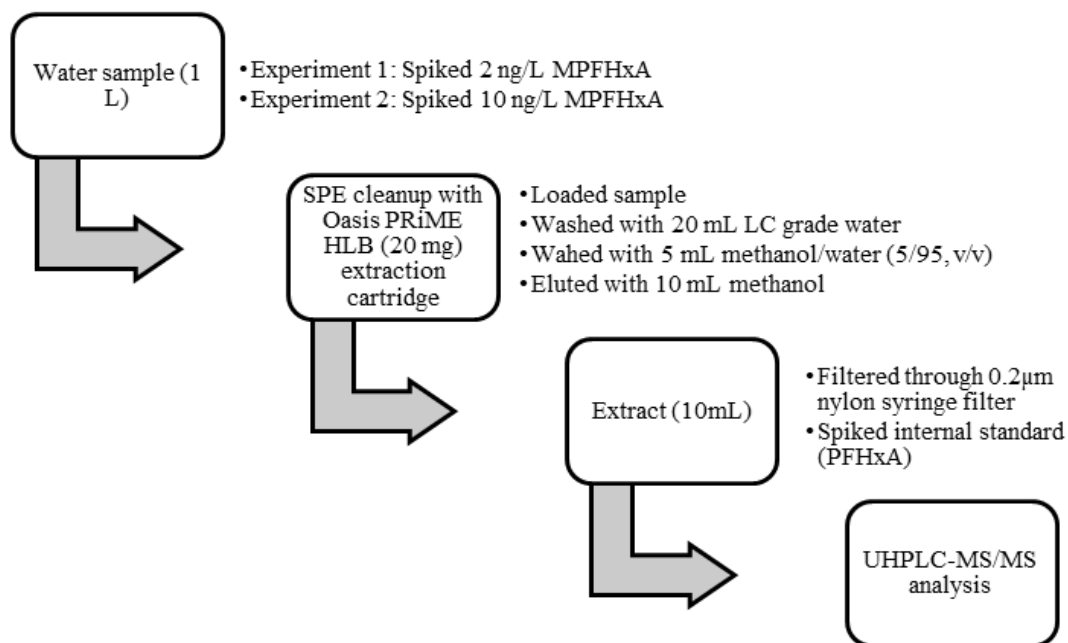 Water sample (1
L)
•Experiment 1: Spiked 2 ng/L MPFHxA
•Experiment 2: Spiked 10 ng/L MPFHxA
SPE cleanup with
Oasis PRiME
HLB (20 mg)
extraction
cartridge
•Loaded sample
•Washed with 20 mL LC grade water
•Wahed with 5 mL methanol/water (5/95, v/v)
•Eluted with 10 mL methanol
Extract (10mL)
•Filtered through 0.2µm
nylon syringe filter
•Spiked internal standard
(PFHxA)
UHPLC-MS/MS
analysis